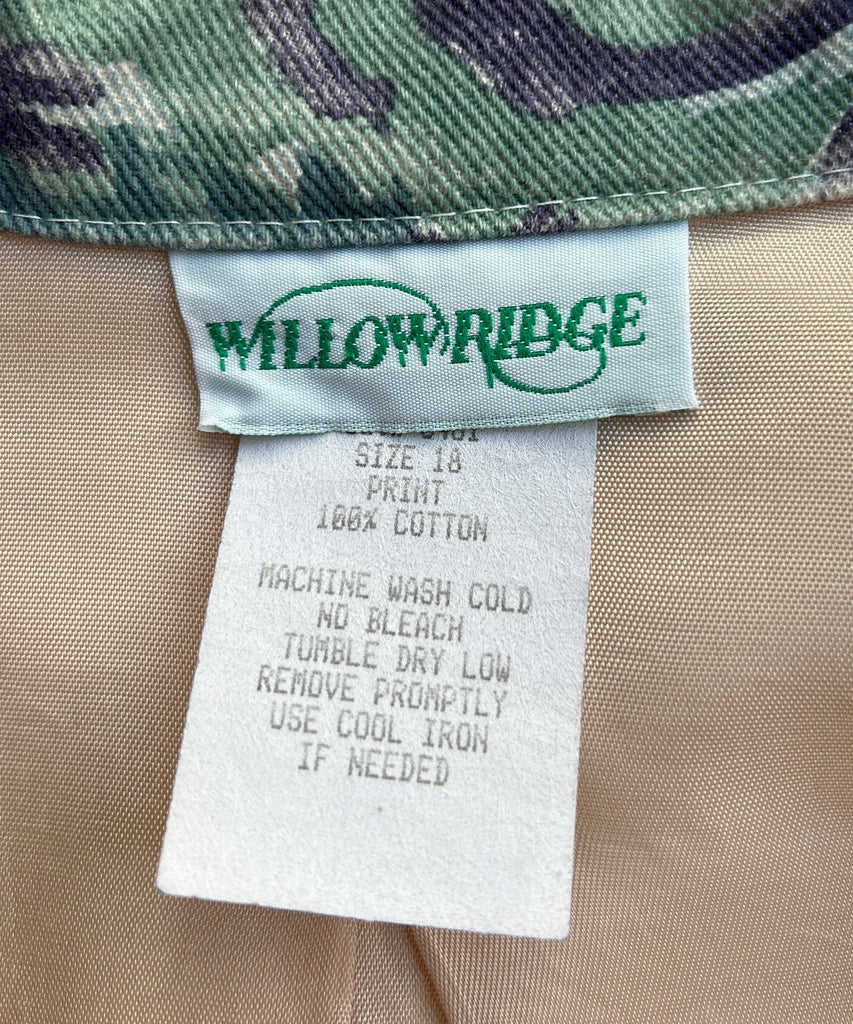 WILLOWRIDGE
SIZE 18
PRINT
100% COTTON
MACHINE WASH COLD
NO BLEACH
TUMBLE DRY LOW
REMOVE PROMPTLY
USE COOL IRON
IF NEEDED